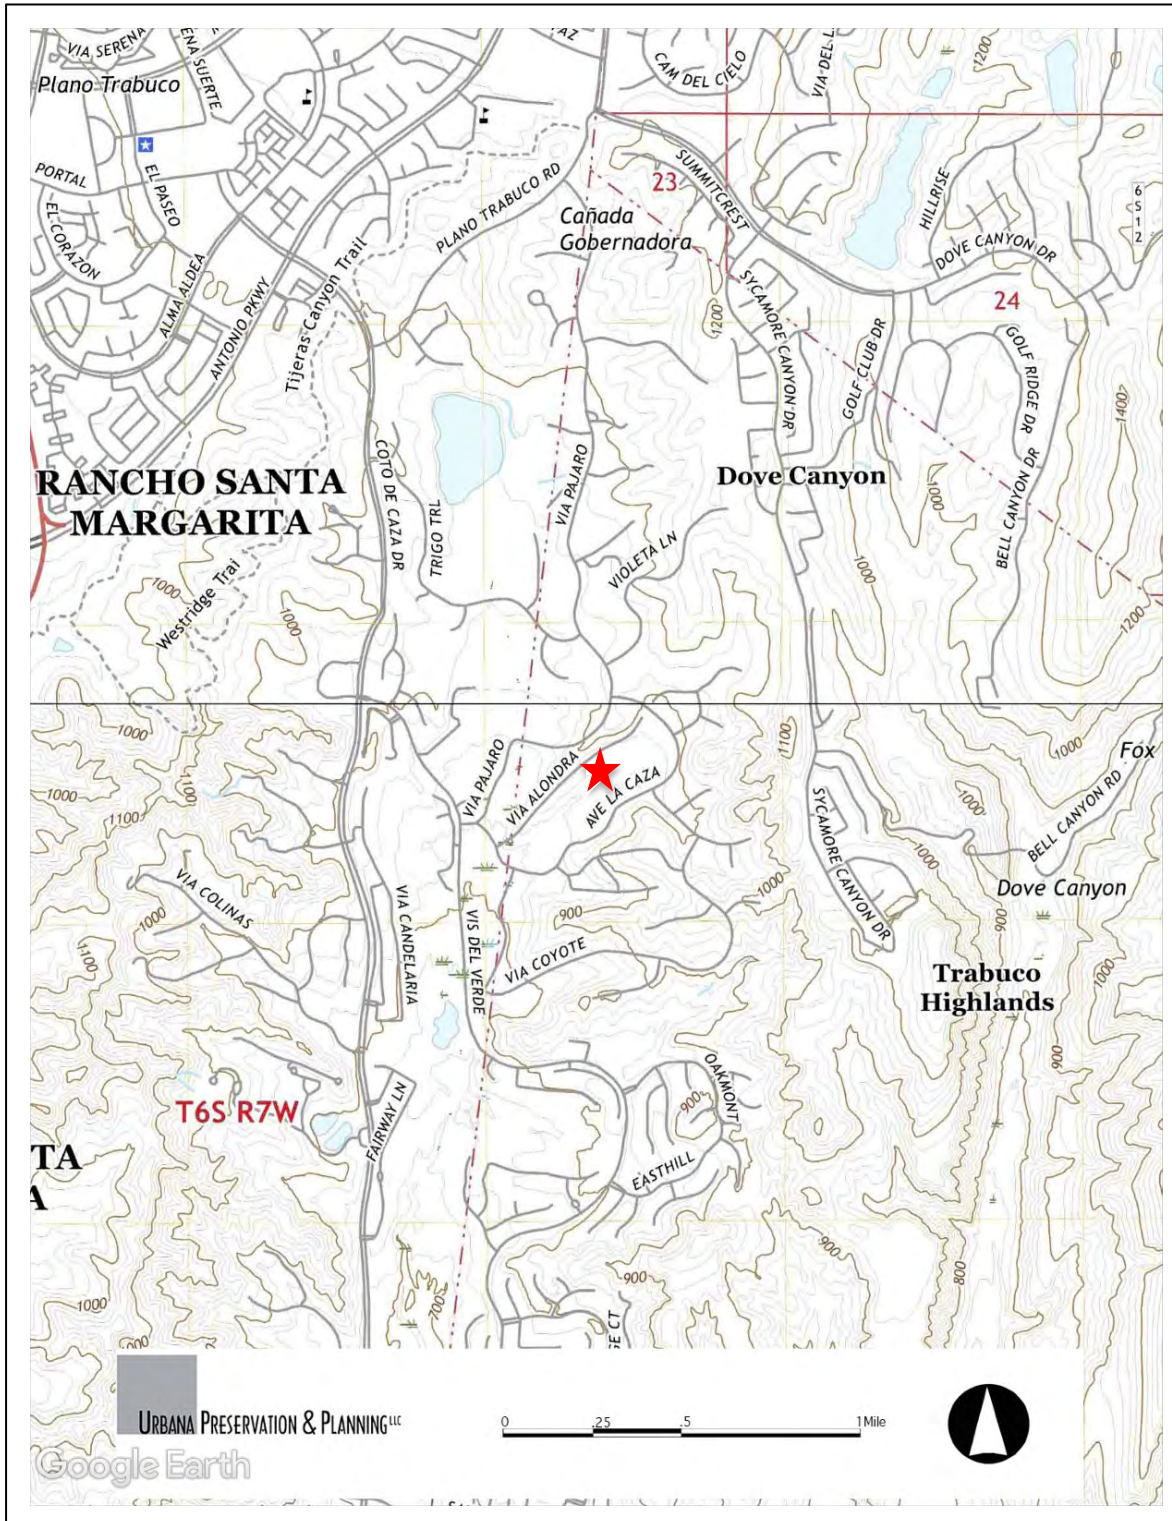 VIA SERENA
ENA SUERTE
AZ
CAM DEL CIELO
VIA DEL L
1200
Plano Trabuco
PORTAL
EL PASEO
EL CORAZON
ALMA ALDEA
ANTONIO PKWY
Tijeras Canyon Trail
PLANO TRABUCO RD
23
SUMMITCREST
Cañada
Gobernadora
HILLRISE
6
S
1
2
DOVE CANYON DR
24
1200
SYCAMORE CANYON DR
GOLF CLUB DR
GOLF RIDGE DR
1400
COTO DE CAZA DR
TRIGO TRL
VIA PAJARO
VIOLETA LN
RANCHO SANTA
MARGARITA
Dove Canyon
1000
BELL CANYON DR
1000
1200
Westridge Trai
1000
1000
1000
1100
1000
1100
1000
VIA PAJARO
VIA ALONDRA
AVE LA CAZA
1100
1000
Fox
1000
SYCAMORE CANYON DR
1000
BELL CANYON RD
Dove Canyon
VIA COLINAS
1000
1100
VIA CANDELARIA
VIS DEL VERDE
900
VIA COYOTE
1000
900
1000
Trabuco
Highlands
900
T6S R7W
FAIRWAY LN
OAKMONT
900
EASTHILL
TA
A
1000
000
700
900
900
800
GE CT
URBANA PRESERVATION & PLANNING LLC
0 .25 .5 1 Mile
Google Earth